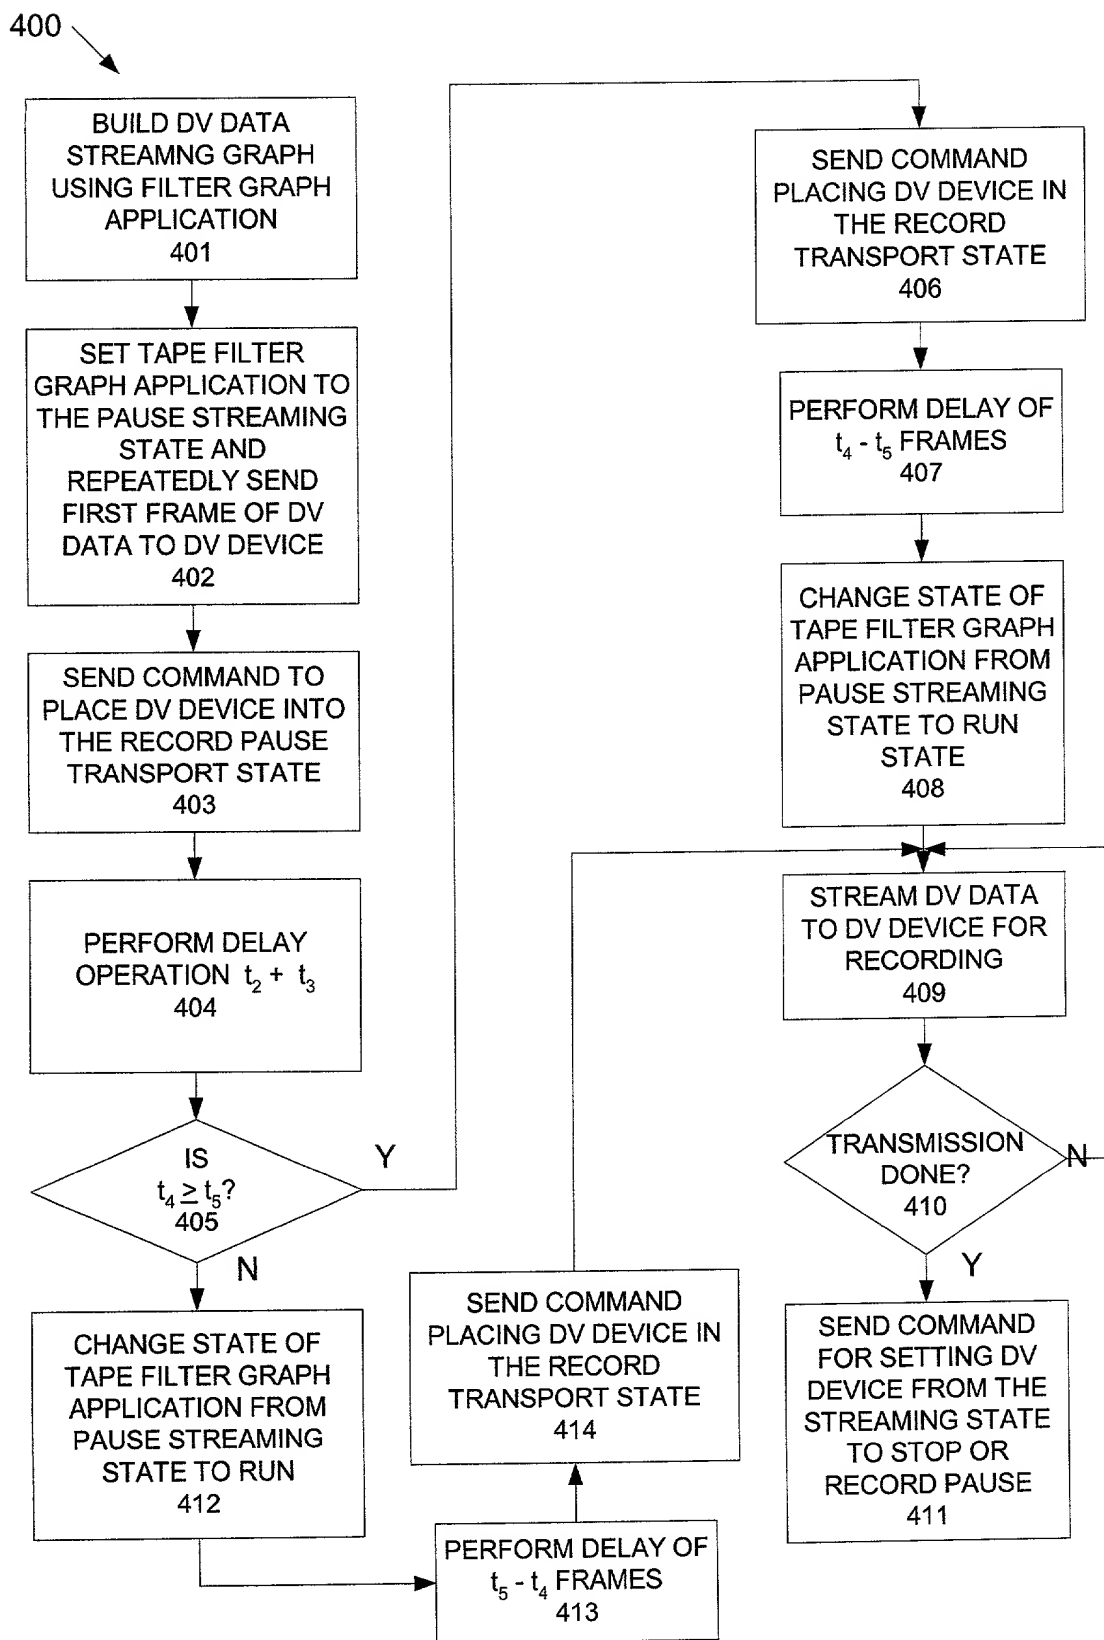 400
BUILD DV DATA
STREAMNG GRAPH
USING FILTER GRAPH
APPLICATION
401
SET TAPE FILTER
GRAPH APPLICATION TO
THE PAUSE STREAMING
STATE AND
REPEATEDLY SEND
FIRST FRAME OF DV
DATA TO DV DEVICE
402
SEND COMMAND TO
PLACE DV DEVICE INTO
THE RECORD PAUSE
TRANSPORT STATE
403
PERFORM DELAY
OPERATION t₂ + t₃
404
IS
t₄ ≥ t₅?
405
Y
N
SEND COMMAND
PLACING DV DEVICE IN
THE RECORD
TRANSPORT STATE
406
PERFORM DELAY OF
t₄ - t₅ FRAMES
407
CHANGE STATE OF
TAPE FILTER GRAPH
APPLICATION FROM
PAUSE STREAMING
STATE TO RUN
STATE
408
STREAM DV DATA
TO DV DEVICE FOR
RECORDING
409
TRANSMISSION
DONE?
410
N
Y
SEND COMMAND
FOR SETTING DV
DEVICE FROM THE
STREAMING STATE
TO STOP OR
RECORD PAUSE
411
CHANGE STATE OF
TAPE FILTER GRAPH
APPLICATION FROM
PAUSE STREAMING
STATE TO RUN
412
PERFORM DELAY OF
t₅ - t₄ FRAMES
413
SEND COMMAND
PLACING DV DEVICE IN
THE RECORD
TRANSPORT STATE
414